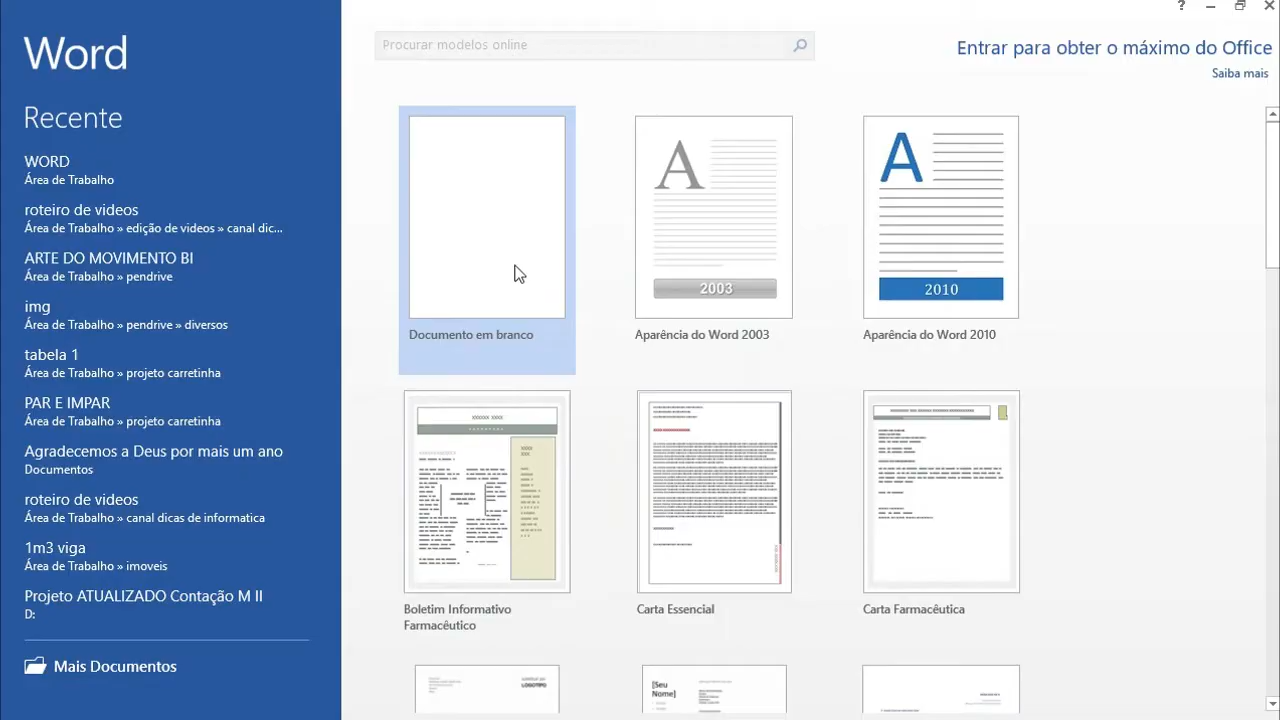 ?
Word
Procurar modelos online
Entrar para obter o máximo do Office
Saiba mais
Recente
WORD
Área de Trabalho
roteiro de videos
Área de Trabalho » edição de videos » canal dic...
ARTE DO MOVIMENTO BI
Área de Trabalho » pendrive
img
Área de Trabalho » pendrive » diversos
tabela 1
Área de Trabalho » projeto carretinha
PAR E IMPAR
Área de Trabalho » projeto carretinha
Agradecemos a Deus por mais um ano
Documentos
roteiro de videos
Área de Trabalho » canal dicas de informatica
1m3 viga
Área de Trabalho » imoveis
Projeto ATUALIZADO Contação M II
D:
Mais Documentos
Documento em branco
A
2003
Aparência do Word 2003
A
2010
Aparência do Word 2010
Boletim Informativo
Farmacêutico
Carta Essencial
Carta Farmacêutica
LOGOTIPO
[Seu
Nome]